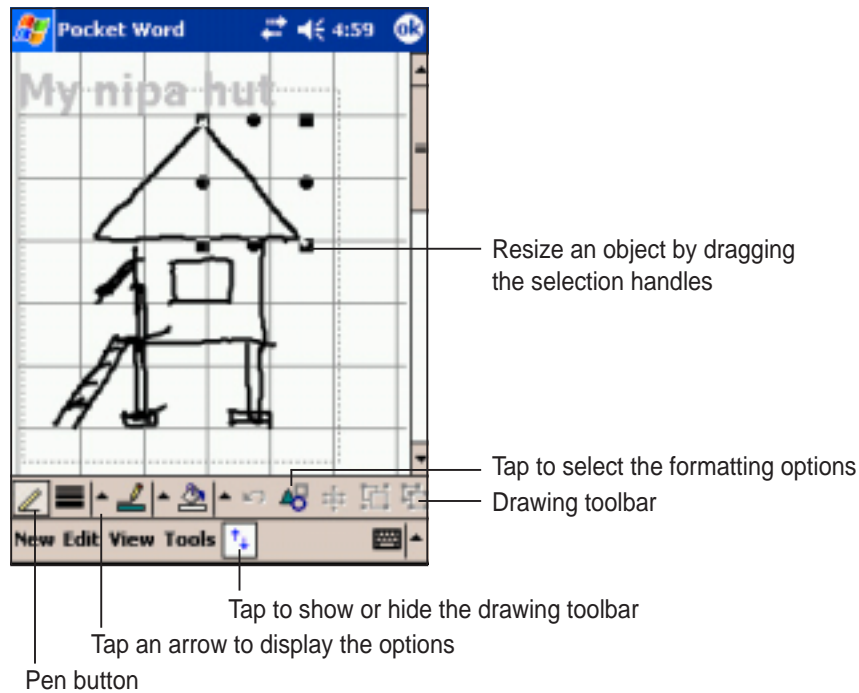 Pocket Word 4:59 ok
My nipa hut
Resize an object by dragging
the selection handles
Tap to select the formatting options
Drawing toolbar
New Edit View Tools
Tap to show or hide the drawing toolbar
Tap an arrow to display the options
Pen button